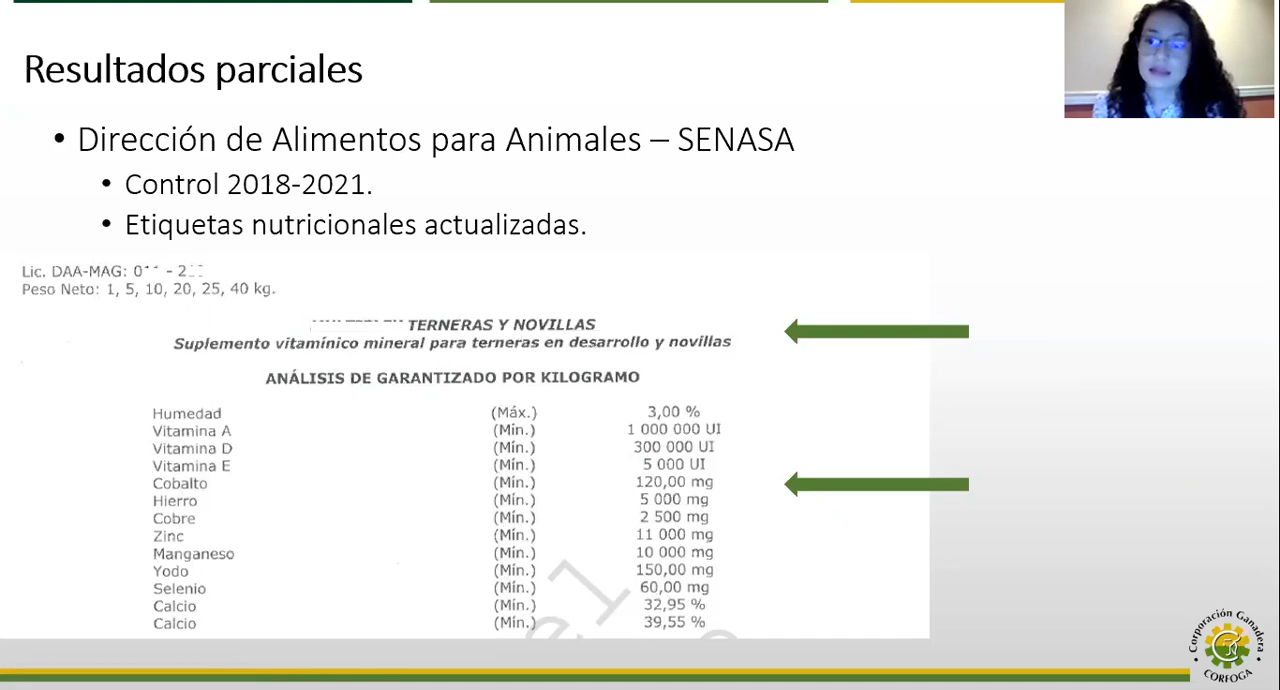 Resultados parciales
• Dirección de Alimentos para Animales – SENASA
• Control 2018-2021.
• Etiquetas nutricionales actualizadas.
Lic. DAA-MAG:
Peso Neto: 1, 5, 10, 20, 25, 40 kg.
TERNERAS Y NOVILLAS
Suplemento vitamínico mineral para terneras en desarrollo y novillas
ANÁLISIS DE GARANTIZADO POR KILOGRAMO
Humedad (Máx.) 3,00 %
Vitamina A (Mín.) 1 000 000 UI
Vitamina D (Mín.) 300 000 UI
Vitamina E (Mín.) 5 000 UI
Cobalto (Mín.) 120,00 mg
Hierro (Mín.) 5 000 mg
Cobre (Mín.) 2 500 mg
Zinc (Mín.) 11 000 mg
Manganeso (Mín.) 10 000 mg
Yodo (Mín.) 150,00 mg
Selenio (Mín.) 60,00 mg
Calcio (Mín.) 32,95 %
Calcio (Mín.) 39,55 %
Corporación Ganadera
CORFOGA